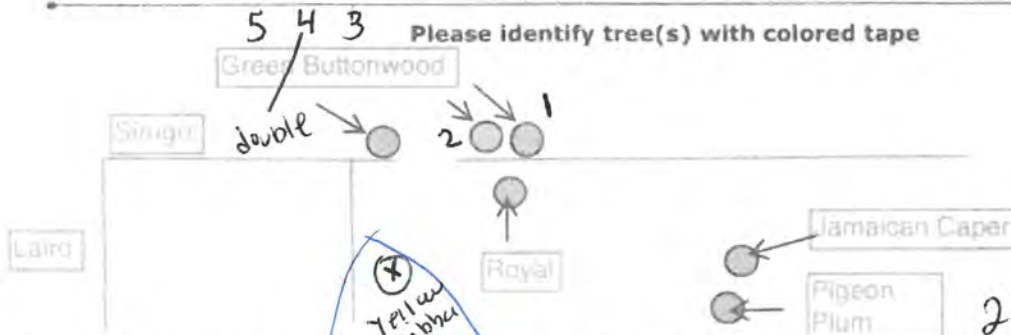 5 4 3
Please identify tree(s) with colored tape
Green Buttonwood
double
1
2
Laird
Royal
Jamaican Caper
Yellow
Pigeon
Plum
2